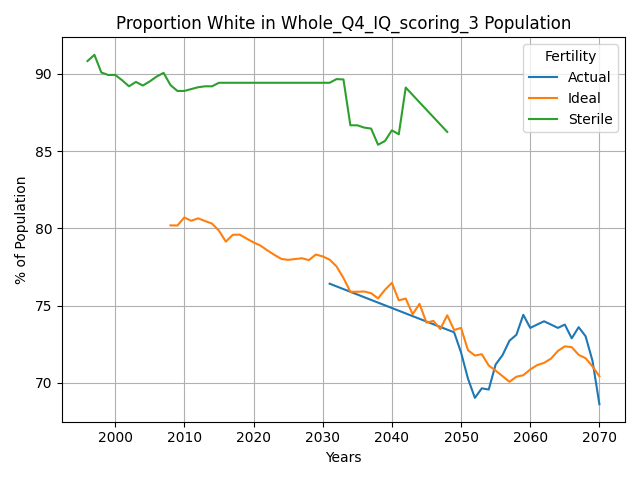 Proportion White in Whole_Q4_IQ_scoring_3 Population
Fertility
Actual
Ideal
Sterile
% of Population
90
85
80
75
70
2000
2010
2020
2030
2040
2050
2060
2070
Years